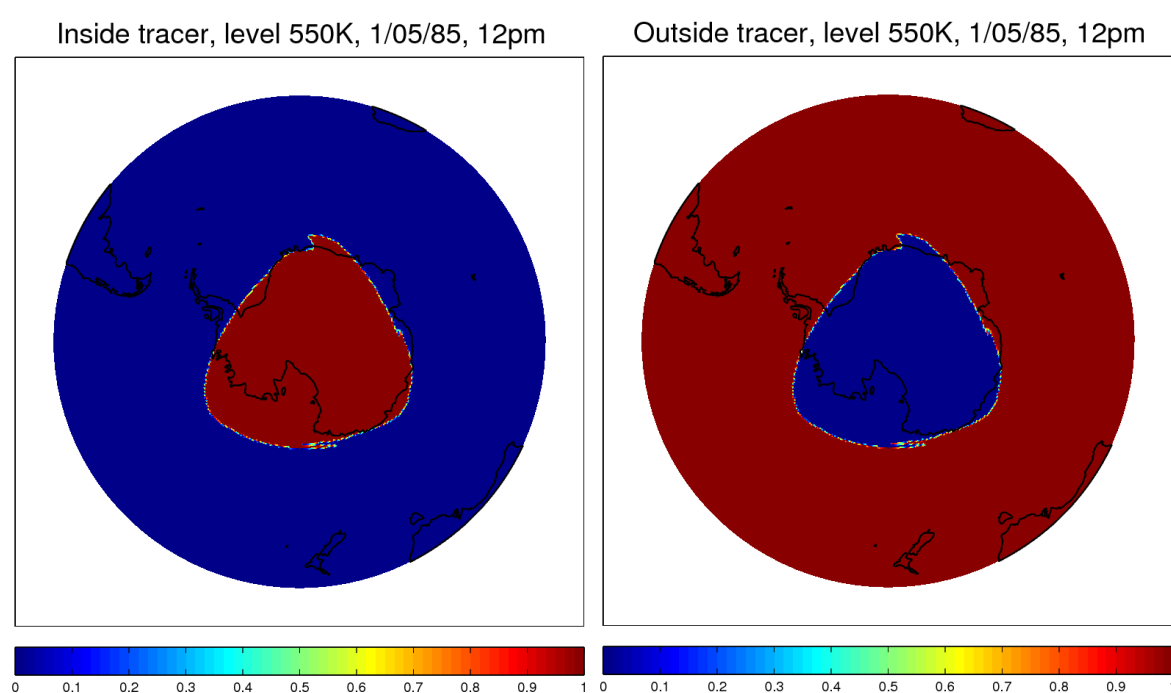 Inside tracer, level 550K, 1/05/85, 12pm
Outside tracer, level 550K, 1/05/85, 12pm
0 0.1 0.2 0.3 0.4 0.5 0.6 0.7 0.8 0.9 1
0 0.1 0.2 0.3 0.4 0.5 0.6 0.7 0.8 0.9